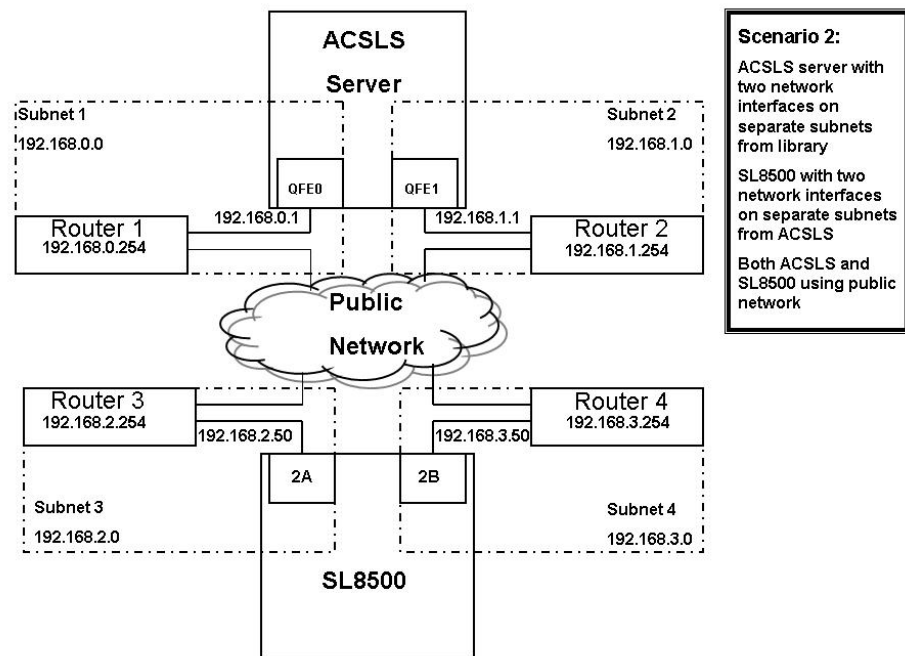 ACSLS
Server
Subnet 1
192.168.0.0
Subnet 2
192.168.1.0
QFE0
QFE1
192.168.0.1
192.168.1.1
Router 1
192.168.0.254
Router 2
192.168.1.254
Public
Network
Router 3
192.168.2.254
Router 4
192.168.3.254
192.168.2.50
192.168.3.50
2A
2B
Subnet 3
192.168.2.0
Subnet 4
192.168.3.0
SL8500
Scenario 2:
ACSLS server with
two network
interfaces on
separate subnets
from library
SL8500 with two
network interfaces
on separate subnets
from ACSLS
Both ACSLS and
SL8500 using public
network